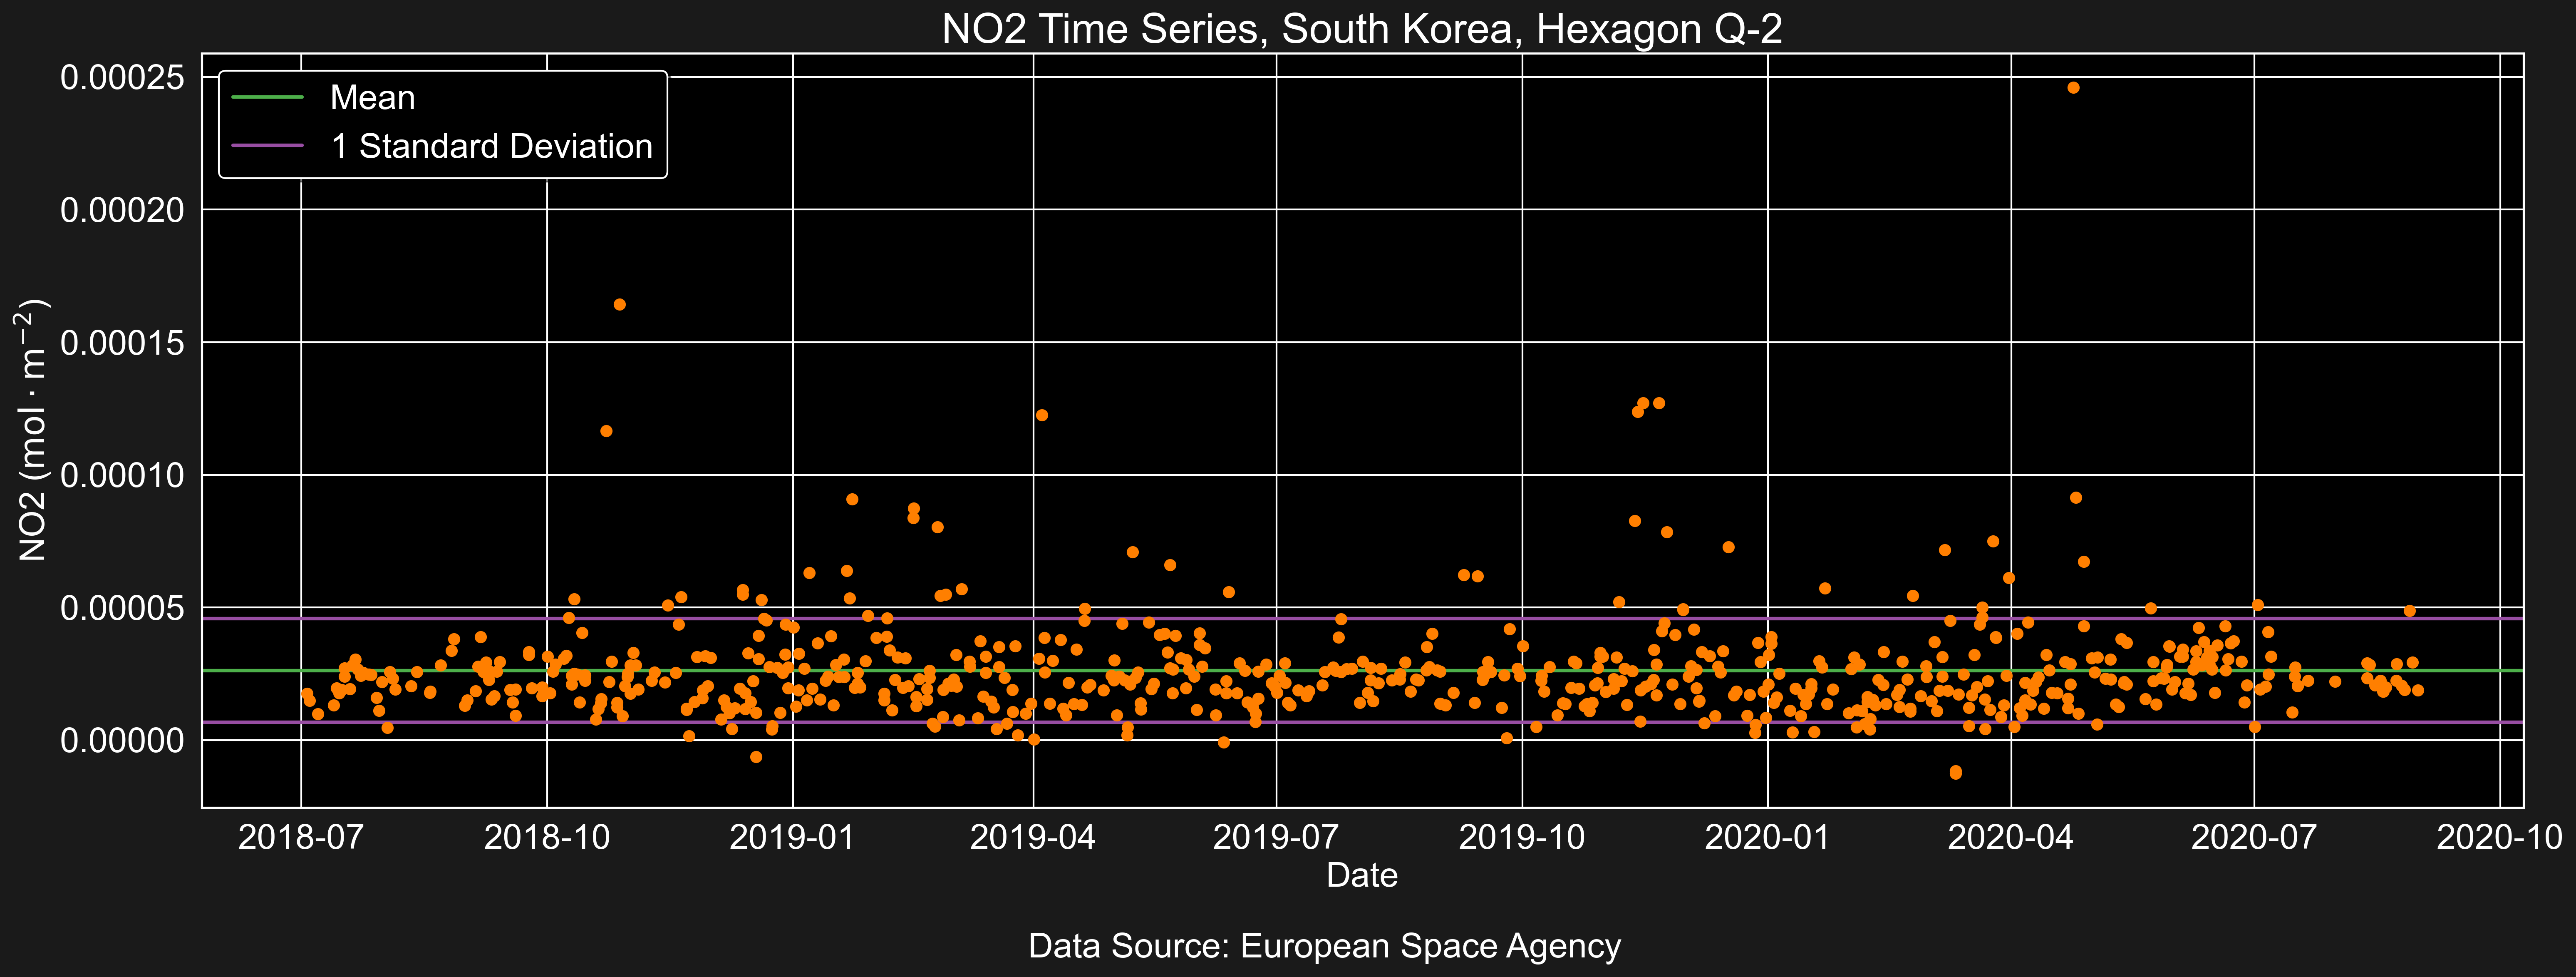 NO2 Time Series, South Korea, Hexagon Q-2
Mean
1 Standard Deviation
NO2 (mol · m⁻²)
0.00025
0.00020
0.00015
0.00010
0.00005
0.00000
2018-07 2018-10 2019-01 2019-04 2019-07 2019-10 2020-01 2020-04 2020-07 2020-10
Date
Data Source: European Space Agency